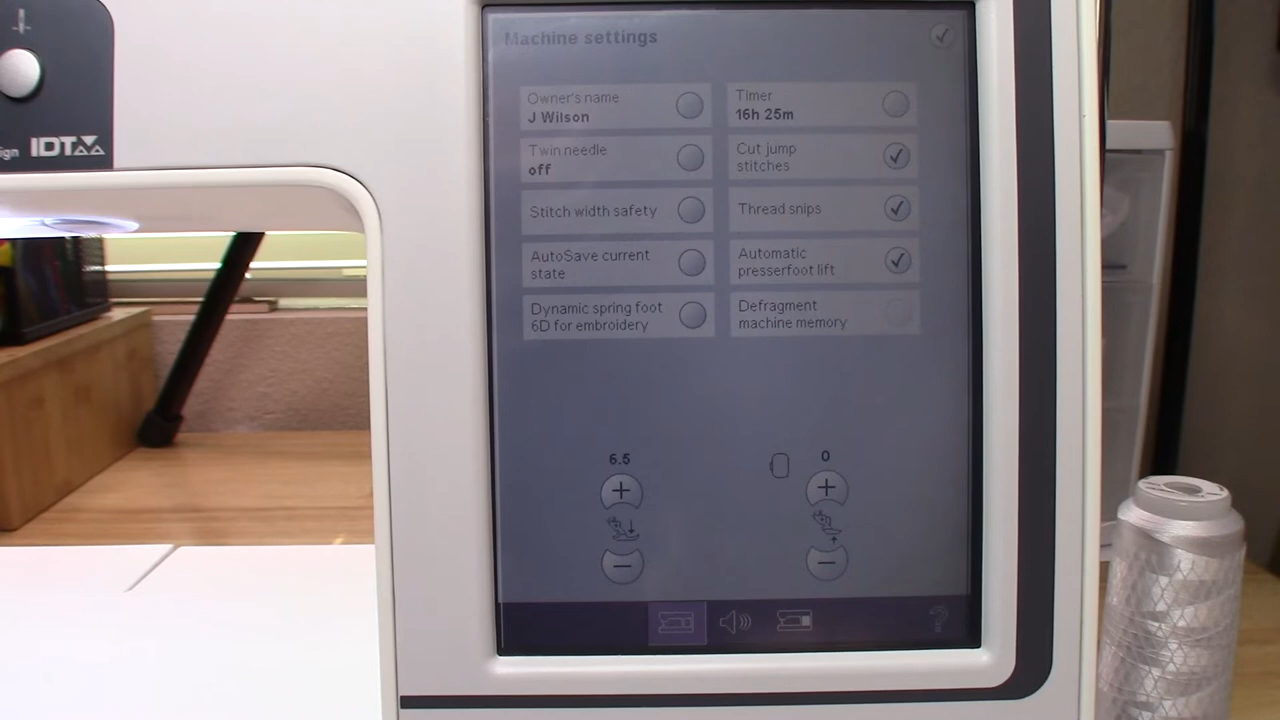 ign IDT
Machine settings
Owner's name
J Wilson
Timer
16h 25m
Twin needle
off
Cut jump
stitches
Stitch width safety
Thread snips
AutoSave current
state
Automatic
presserfoot lift
Dynamic spring foot
6D for embroidery
Defragment
machine memory
6.5
0